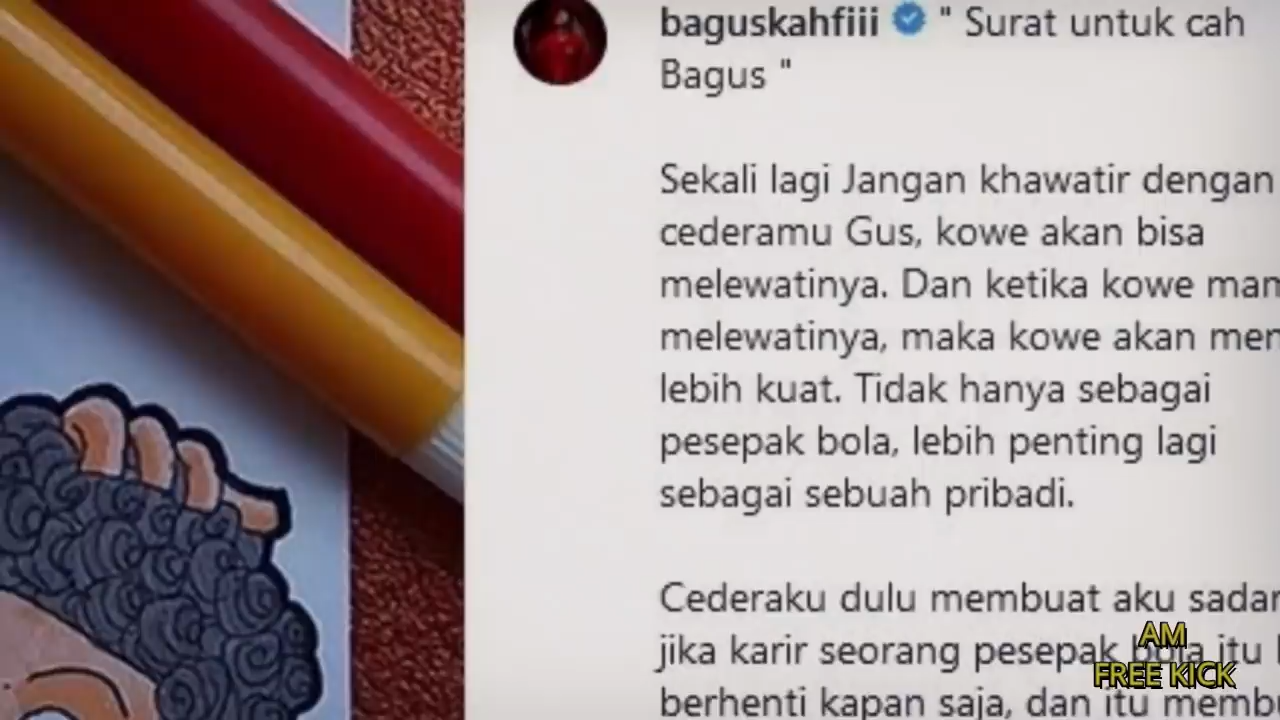 baguskahfiii " Surat untuk cah
Bagus "
Sekali lagi Jangan khawatir dengan
cederamu Gus, kowe akan bisa
melewatinya. Dan ketika kowe
melewatinya, maka kowe akan
lebih kuat. Tidak hanya sebagai
pesepak bola, lebih penting lagi
sebagai sebuah pribadi.
Cederaku dulu membuat aku
jika karir seorang pesepak bola itu
berhenti kapan saja, dan itu
AM
FREE KICK